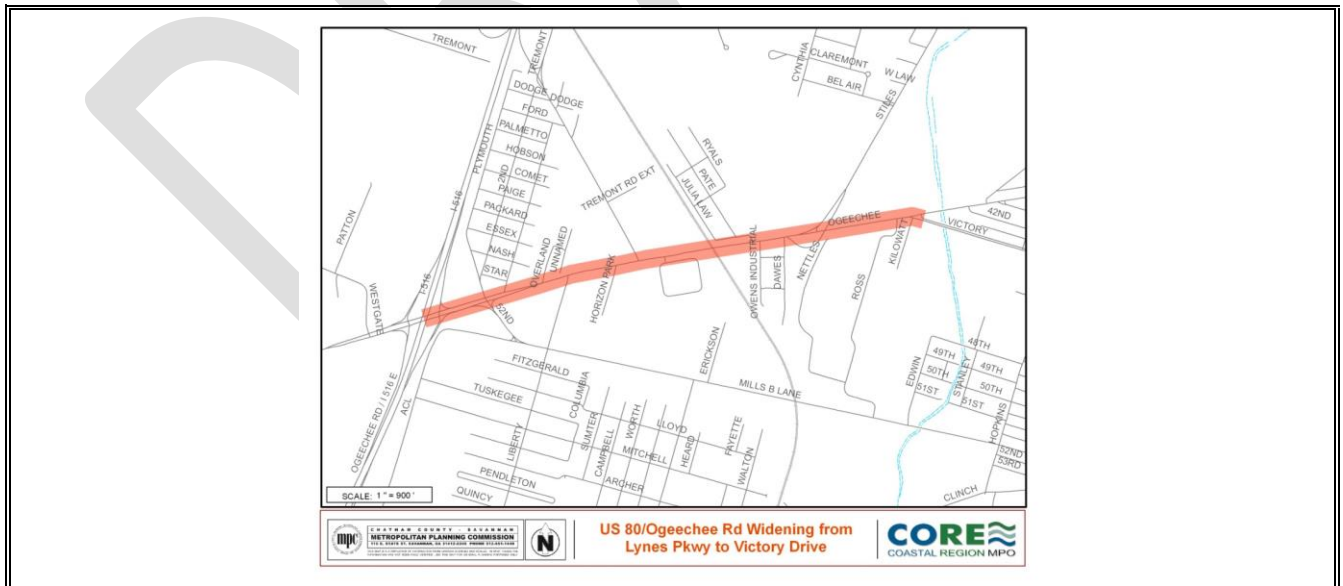 TREMONT
TREMONT
CYNTHIA
CLAREMONT
W LAW
BEL AIR
STILES
DODGE
DODGE
FORD
PLYMOUTH
PALMETTO
HOBSON
2ND
COMET
PAIGE
PACKARD
ESSEX
NASH
STAR
I-516
I-516
RYALS
PATE
JULIA LAW
TREMONT RD EXT
PATTON
WESTGATE
OVERLAND
UNNAMED
HORIZON PARK
52ND
OGEECHEE
42ND
VICTORY
KILOWATT
NETTLES
ROSS
OWENS INDUSTRIAL
DAWES
ERICKSON
FITZGERALD
MILLS B LANE
TUSKEGEE
COLUMBIA
SUMTER
CAMPBELL
WORTH
LLOYD
MITCHELL
HEARD
FAYETTE
WALTON
LIBERTY
ARCHER
PENDLETON
QUINCY
OGEECHEE RD / I 516 E
ACL
EDWIN
STANLEY
48TH
49TH
49TH
50TH
50TH
51ST
51ST
HOPKINS
52ND
53RD
CLINCH
SCALE: 1 " = 900 '
mpc
CHATHAM COUNTY - SAVANNAH
METROPOLITAN PLANNING COMMISSION
N
US 80/Ogeechee Rd Widening from
Lynes Pkwy to Victory Drive
CORE
COASTAL REGION MPO